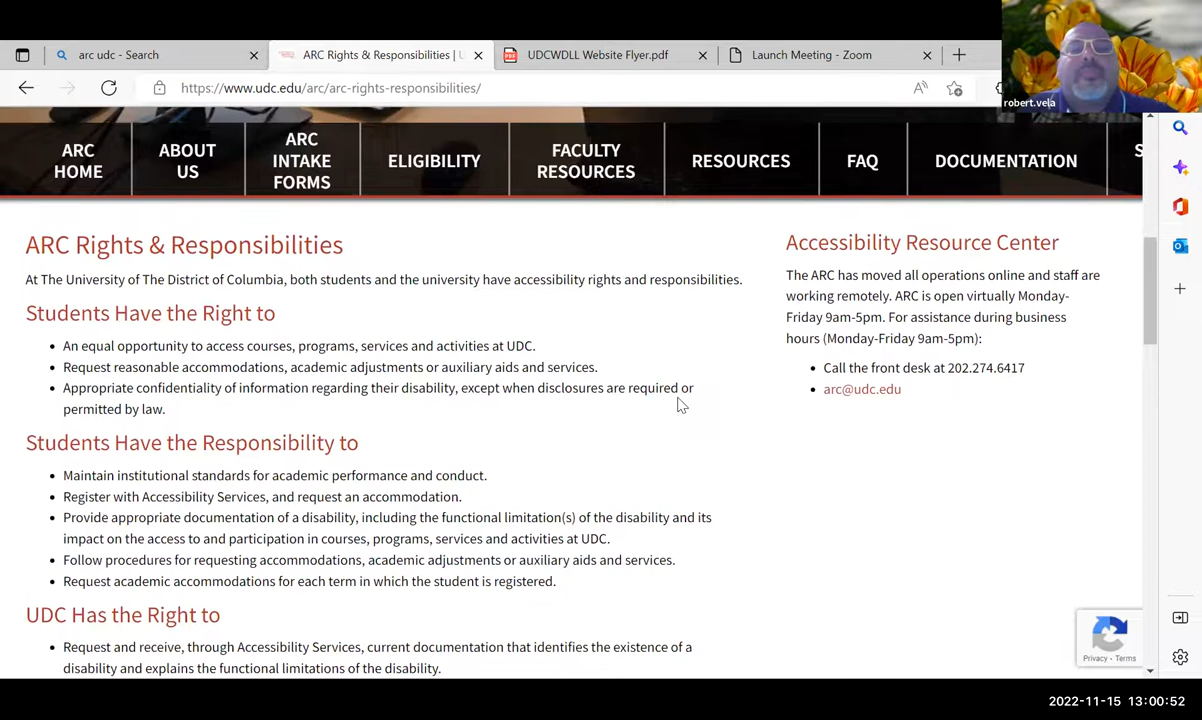 arc udc - Search
ARC Rights & Responsibilities |
UDCWDLL Website Flyer.pdf
Launch Meeting - Zoom
https://www.udc.edu/arc/arc-rights-responsibilities/
robert.vela
ARC HOME
ABOUT US
ARC INTAKE FORMS
ELIGIBILITY
FACULTY RESOURCES
RESOURCES
FAQ
DOCUMENTATION
S
ARC Rights & Responsibilities
At The University of The District of Columbia, both students and the university have accessibility rights and responsibilities.
Students Have the Right to
An equal opportunity to access courses, programs, services and activities at UDC.
Request reasonable accommodations, academic adjustments or auxiliary aids and services.
Appropriate confidentiality of information regarding their disability, except when disclosures are required or
permitted by law.
Students Have the Responsibility to
Maintain institutional standards for academic performance and conduct.
Register with Accessibility Services, and request an accommodation.
Provide appropriate documentation of a disability, including the functional limitation(s) of the disability and its
impact on the access to and participation in courses, programs, services and activities at UDC.
Follow procedures for requesting accommodations, academic adjustments or auxiliary aids and services.
Request academic accommodations for each term in which the student is registered.
UDC Has the Right to
Request and receive, through Accessibility Services, current documentation that identifies the existence of a
disability and explains the functional limitations of the disability.
Accessibility Resource Center
The ARC has moved all operations online and staff are
working remotely. ARC is open virtually Monday-
Friday 9am-5pm. For assistance during business
hours (Monday-Friday 9am-5pm):
Call the front desk at 202.274.6417
arc@udc.edu
Privacy - Terms
2022-11-15 13:00:52